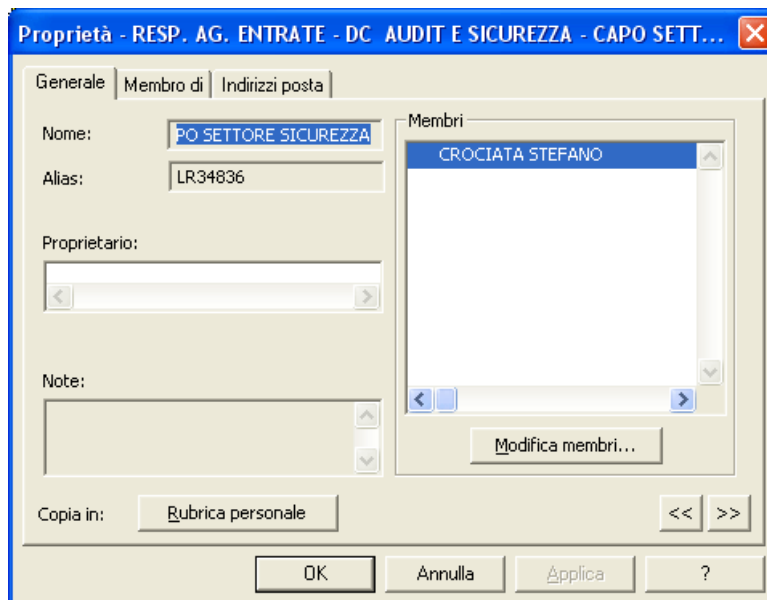 Proprietà - RESP. AG. ENTRATE - DC AUDIT E SICUREZZA - CAPO SETT...
Generale Membro di Indirizzi posta
Nome: PO SETTORE SICUREZZA
Alias: LR34836
Proprietario:
Note:
Membri
CROCIATA STEFANO
Modifica membri...
Copia in: Rubrica personale << >>
OK Annulla Applica ?